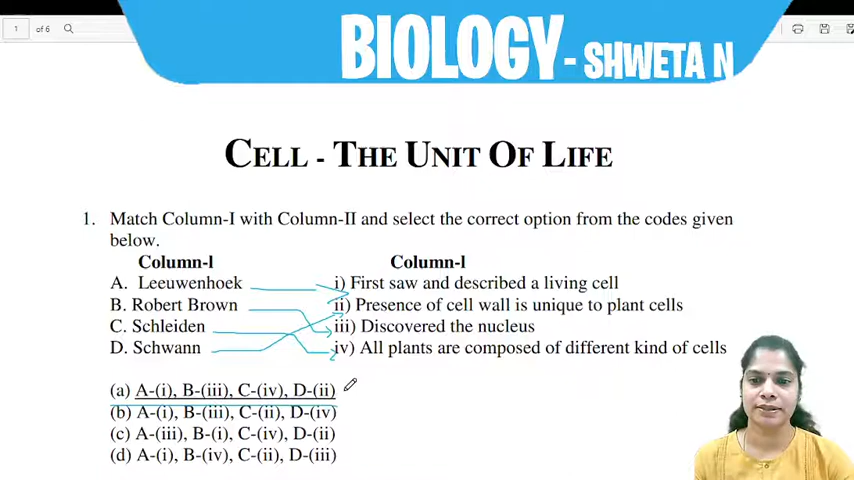 1 of 6
BIOLOGY - SHWETA N
CELL - THE UNIT OF LIFE
1. Match Column-I with Column-II and select the correct option from the codes given
below.
Column-I Column-I
A. Leeuwenhoek i) First saw and described a living cell
B. Robert Brown ii) Presence of cell wall is unique to plant cells
C. Schleiden iii) Discovered the nucleus
D. Schwann iv) All plants are composed of different kind of cells
(a) A-(i), B-(iii), C-(iv), D-(ii)
(b) A-(i), B-(iii), C-(ii), D-(iv)
(c) A-(iii), B-(i), C-(iv), D-(ii)
(d) A-(i), B-(iv), C-(ii), D-(iii)